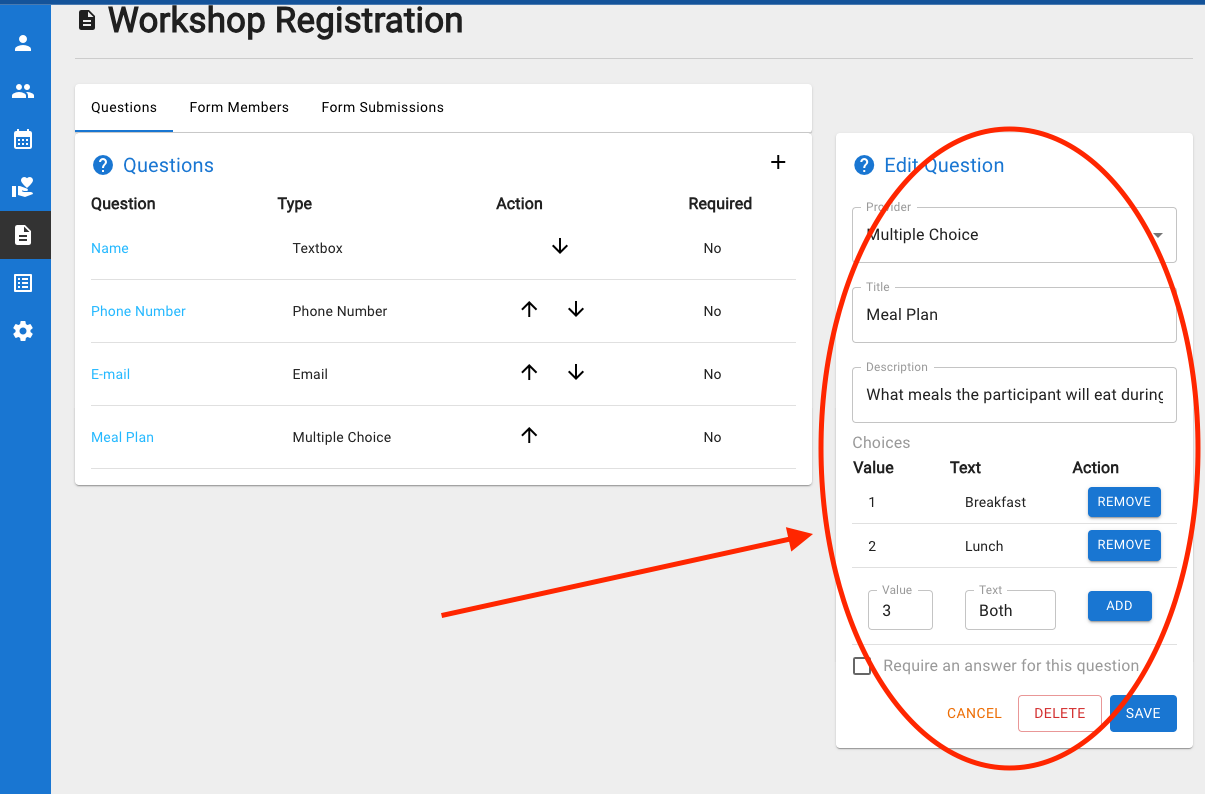 Workshop Registration
Questions Form Members Form Submissions
Questions
Question Type Action Required
Name Textbox No
Phone Number Phone Number No
E-mail Email No
Meal Plan Multiple Choice No
Edit Question
Provider
Multiple Choice
Title
Meal Plan
Description
What meals the participant will eat during
Choices
Value Text Action
1 Breakfast REMOVE
2 Lunch REMOVE
Value Text
3 Both ADD
Require an answer for this question
CANCEL DELETE SAVE